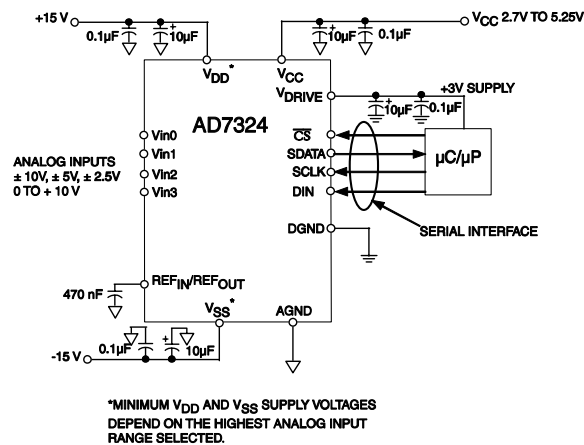 +15 V
0.1µF
+
10µF
+
10µF
0.1µF
VCC 2.7V TO 5.25V
VDD*
VCC
VDRIVE
+3V SUPPLY
+
10µF
0.1µF
AD7324
CS
SDATA
SCLK
DIN
µC/µP
Vin0
Vin1
Vin2
Vin3
ANALOG INPUTS
± 10V, ± 5V, ± 2.5V
0 TO + 10 V
DGND
SERIAL INTERFACE
REFIN/REFOUT
470 nF
VSS*
AGND
0.1µF
+
10µF
-15 V
*MINIMUM VDD AND VSS SUPPLY VOLTAGES
DEPEND ON THE HIGHEST ANALOG INPUT
RANGE SELECTED.